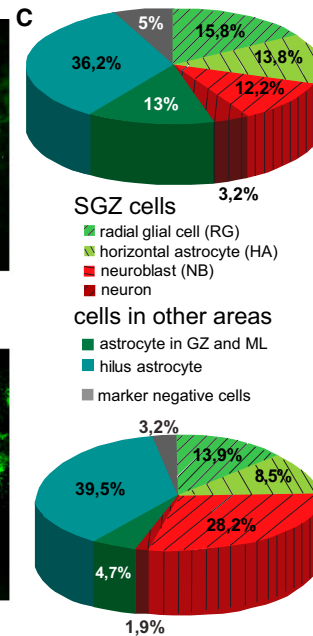 C
5%
15,8%
36,2%
13,8%
12,2%
13%
3,2%
SGZ cells
radial glial cell (RG)
horizontal astrocyte (HA)
neuroblast (NB)
neuron
cells in other areas
astrocyte in GZ and ML
hilus astrocyte
marker negative cells
3,2%
13,9%
8,5%
39,5%
28,2%
4,7%
1,9%